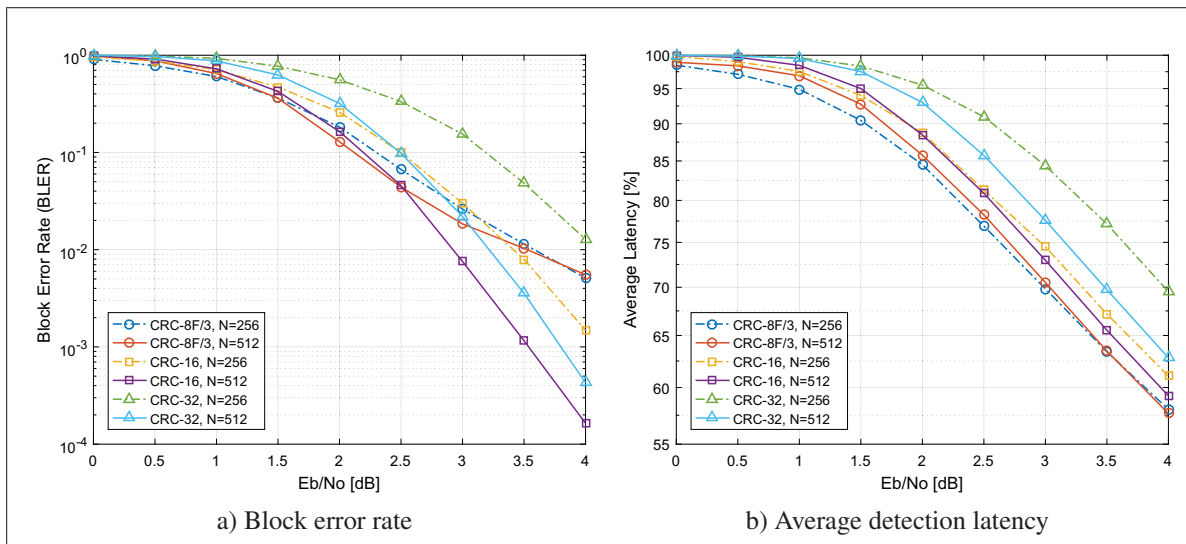 10^0
10^-1
10^-2
10^-3
10^-4
Block Error Rate (BLER)
CRC-8F/3, N=256
CRC-8F/3, N=512
CRC-16, N=256
CRC-16, N=512
CRC-32, N=256
CRC-32, N=512
0 0.5 1 1.5 2 2.5 3 3.5 4
Eb/No [dB]
a) Block error rate
100
95
90
85
80
75
70
65
60
55
Average Latency [%]
CRC-8F/3, N=256
CRC-8F/3, N=512
CRC-16, N=256
CRC-16, N=512
CRC-32, N=256
CRC-32, N=512
0 0.5 1 1.5 2 2.5 3 3.5 4
Eb/No [dB]
b) Average detection latency